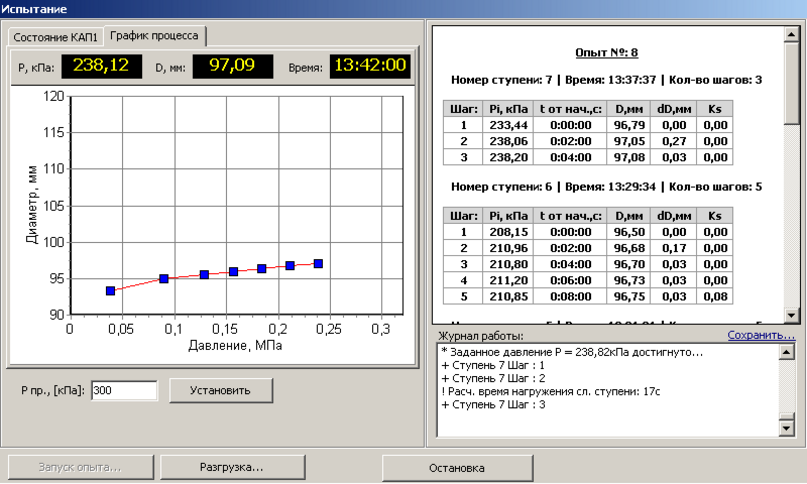 Испытание
Состояние КАП1
График процесса
P, кПа: 238,12 D, мм: 97,09 Время: 13:42:00
120
115
110
105
100
95
90
Диаметр, мм
0 0,05 0,1 0,15 0,2 0,25 0,3
Давление, МПа
P пр., [кПа]: 300 Установить
Запуск опыта... Разгрузка... Остановка
Опыт №: 8
Номер ступени: 7 | Время: 13:37:37 | Кол-во шагов: 3
Шаг: Pi, кПа t от нач.,с: D,мм dD,мм Ks
1 233,44 0:00:00 96,79 0,00 0,00
2 238,06 0:02:00 97,05 0,27 0,00
3 238,20 0:04:00 97,08 0,03 0,00
Номер ступени: 6 | Время: 13:29:34 | Кол-во шагов: 5
Шаг: Pi, кПа t от нач.,с: D,мм dD,мм Ks
1 208,15 0:00:00 96,50 0,00 0,00
2 210,96 0:02:00 96,68 0,17 0,00
3 210,80 0:04:00 96,70 0,03 0,00
4 211,20 0:06:00 96,73 0,03 0,00
5 210,85 0:08:00 96,75 0,03 0,08
Журнал работы: Сохранить...
* Заданное давление P = 238,82кПа достигнуто...
+ Ступень 7 Шаг : 1
+ Ступень 7 Шаг : 2
! Расч. время нагружения сл. ступени: 17с
+ Ступень 7 Шаг : 3